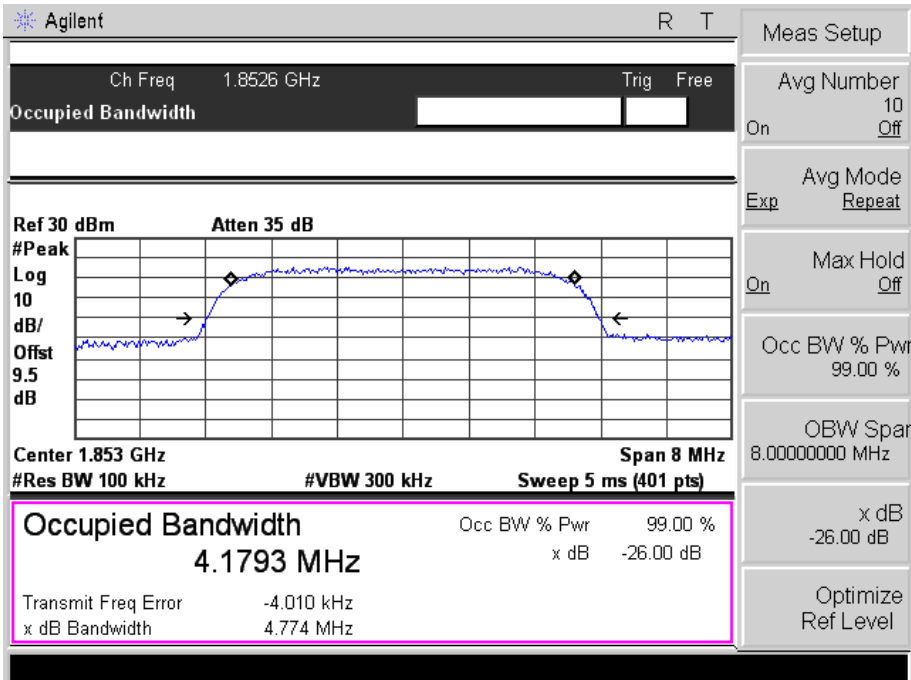 Agilent R T
Ch Freq 1.8526 GHz Trig Free
Occupied Bandwidth
Ref 30 dBm Atten 35 dB
#Peak
Log
10
dB/
Offst
9.5
dB
Center 1.853 GHz Span 8 MHz
#Res BW 100 kHz #VBW 300 kHz Sweep 5 ms (401 pts)
Occupied Bandwidth Occ BW % Pwr 99.00 %
4.1793 MHz x dB -26.00 dB
Transmit Freq Error -4.010 kHz
x dB Bandwidth 4.774 MHz
Meas Setup
Avg Number
10
On Off
Avg Mode
Exp Repeat
Max Hold
On Off
Occ BW % Pwr
99.00 %
OBW Span
8.00000000 MHz
x dB
-26.00 dB
Optimize
Ref Level